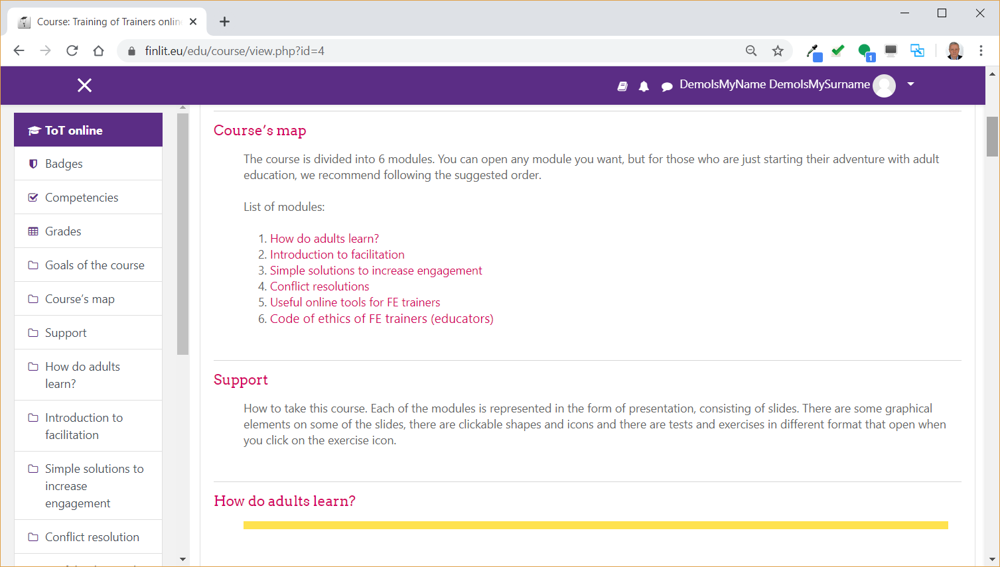 Course: Training of Trainers onlin
finlit.eu/edu/course/view.php?id=4
1
DemoIsMyName DemoIsMySurname
ToT online
Badges
Competencies
Grades
Goals of the course
Course’s map
Support
How do adults
learn?
Introduction to
facilitation
Simple solutions to
increase
engagement
Conflict resolution
Course’s map
The course is divided into 6 modules. You can open any module you want, but for those who are just starting their adventure with adult
education, we recommend following the suggested order.
List of modules:
1. How do adults learn?
2. Introduction to facilitation
3. Simple solutions to increase engagement
4. Conflict resolutions
5. Useful online tools for FE trainers
6. Code of ethics of FE trainers (educators)
Support
How to take this course. Each of the modules is represented in the form of presentation, consisting of slides. There are some graphical
elements on some of the slides, there are clickable shapes and icons and there are tests and exercises in different format that open when
you click on the exercise icon.
How do adults learn?